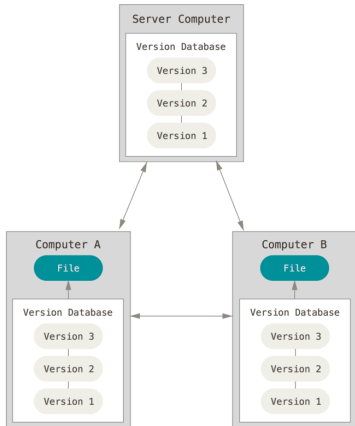 Server Computer
Version Database
Version 3
Version 2
Version 1
Computer A
File
Version Database
Version 3
Version 2
Version 1
Computer B
File
Version Database
Version 3
Version 2
Version 1